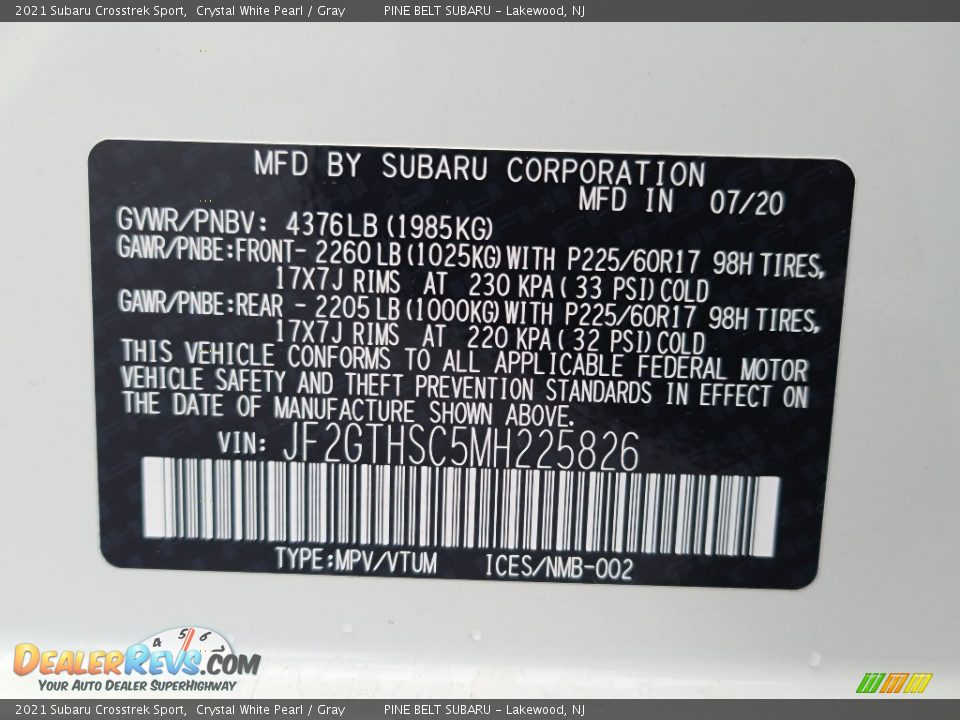 2021 Subaru Crosstrek Sport,  Crystal White Pearl / Gray     PINE BELT SUBARU - Lakewood, NJ
MFD BY SUBARU CORPORATION
MFD IN 07/20
GVWR/PNBV: 4376LB (1985KG)
GAWR/PNBE:FRONT- 2260 LB (1025KG) WITH P225/60R17 98H TIRES,
17X7J RIMS AT 230 KPA ( 33 PSI) COLD
GAWR/PNBE:REAR - 2205 LB (1000KG) WITH P225/60R17 98H TIRES,
17X7J RIMS AT 220 KPA ( 32 PSI) COLD
THIS VEHICLE CONFORMS TO ALL APPLICABLE FEDERAL MOTOR
VEHICLE SAFETY AND THEFT PREVENTION STANDARDS IN EFFECT ON
THE DATE OF MANUFACTURE SHOWN ABOVE.
VIN: JF2GTHSC5MH225826
TYPE:MPV/VTUM ICES/NMB-002
4 5 6 7
DEALERREVS.COM
YOUR AUTO DEALER SUPERHIGHWAY
2021 Subaru Crosstrek Sport,  Crystal White Pearl / Gray     PINE BELT SUBARU - Lakewood, NJ